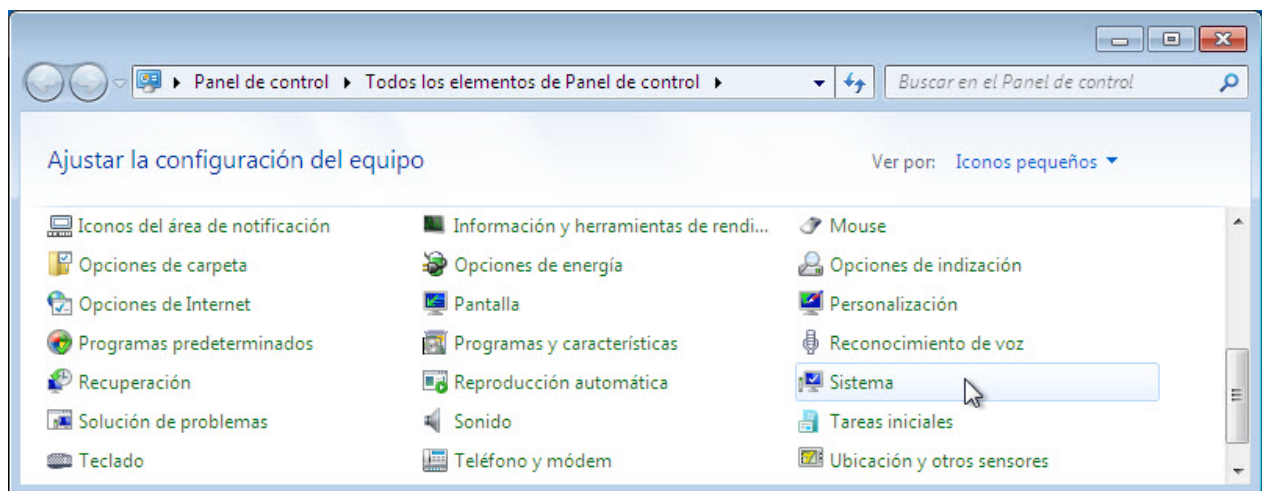 Panel de control Todos los elementos de Panel de control Buscar en el Panel de control
Ajustar la configuración del equipo Ver por: Iconos pequeños
Iconos del área de notificación Información y herramientas de rendi... Mouse
Opciones de carpeta Opciones de energía Opciones de indización
Opciones de Internet Pantalla Personalización
Programas predeterminados Programas y características Reconocimiento de voz
Recuperación Reproducción automática Sistema
Solución de problemas Sonido Tareas iniciales
Teclado Teléfono y módem Ubicación y otros sensores